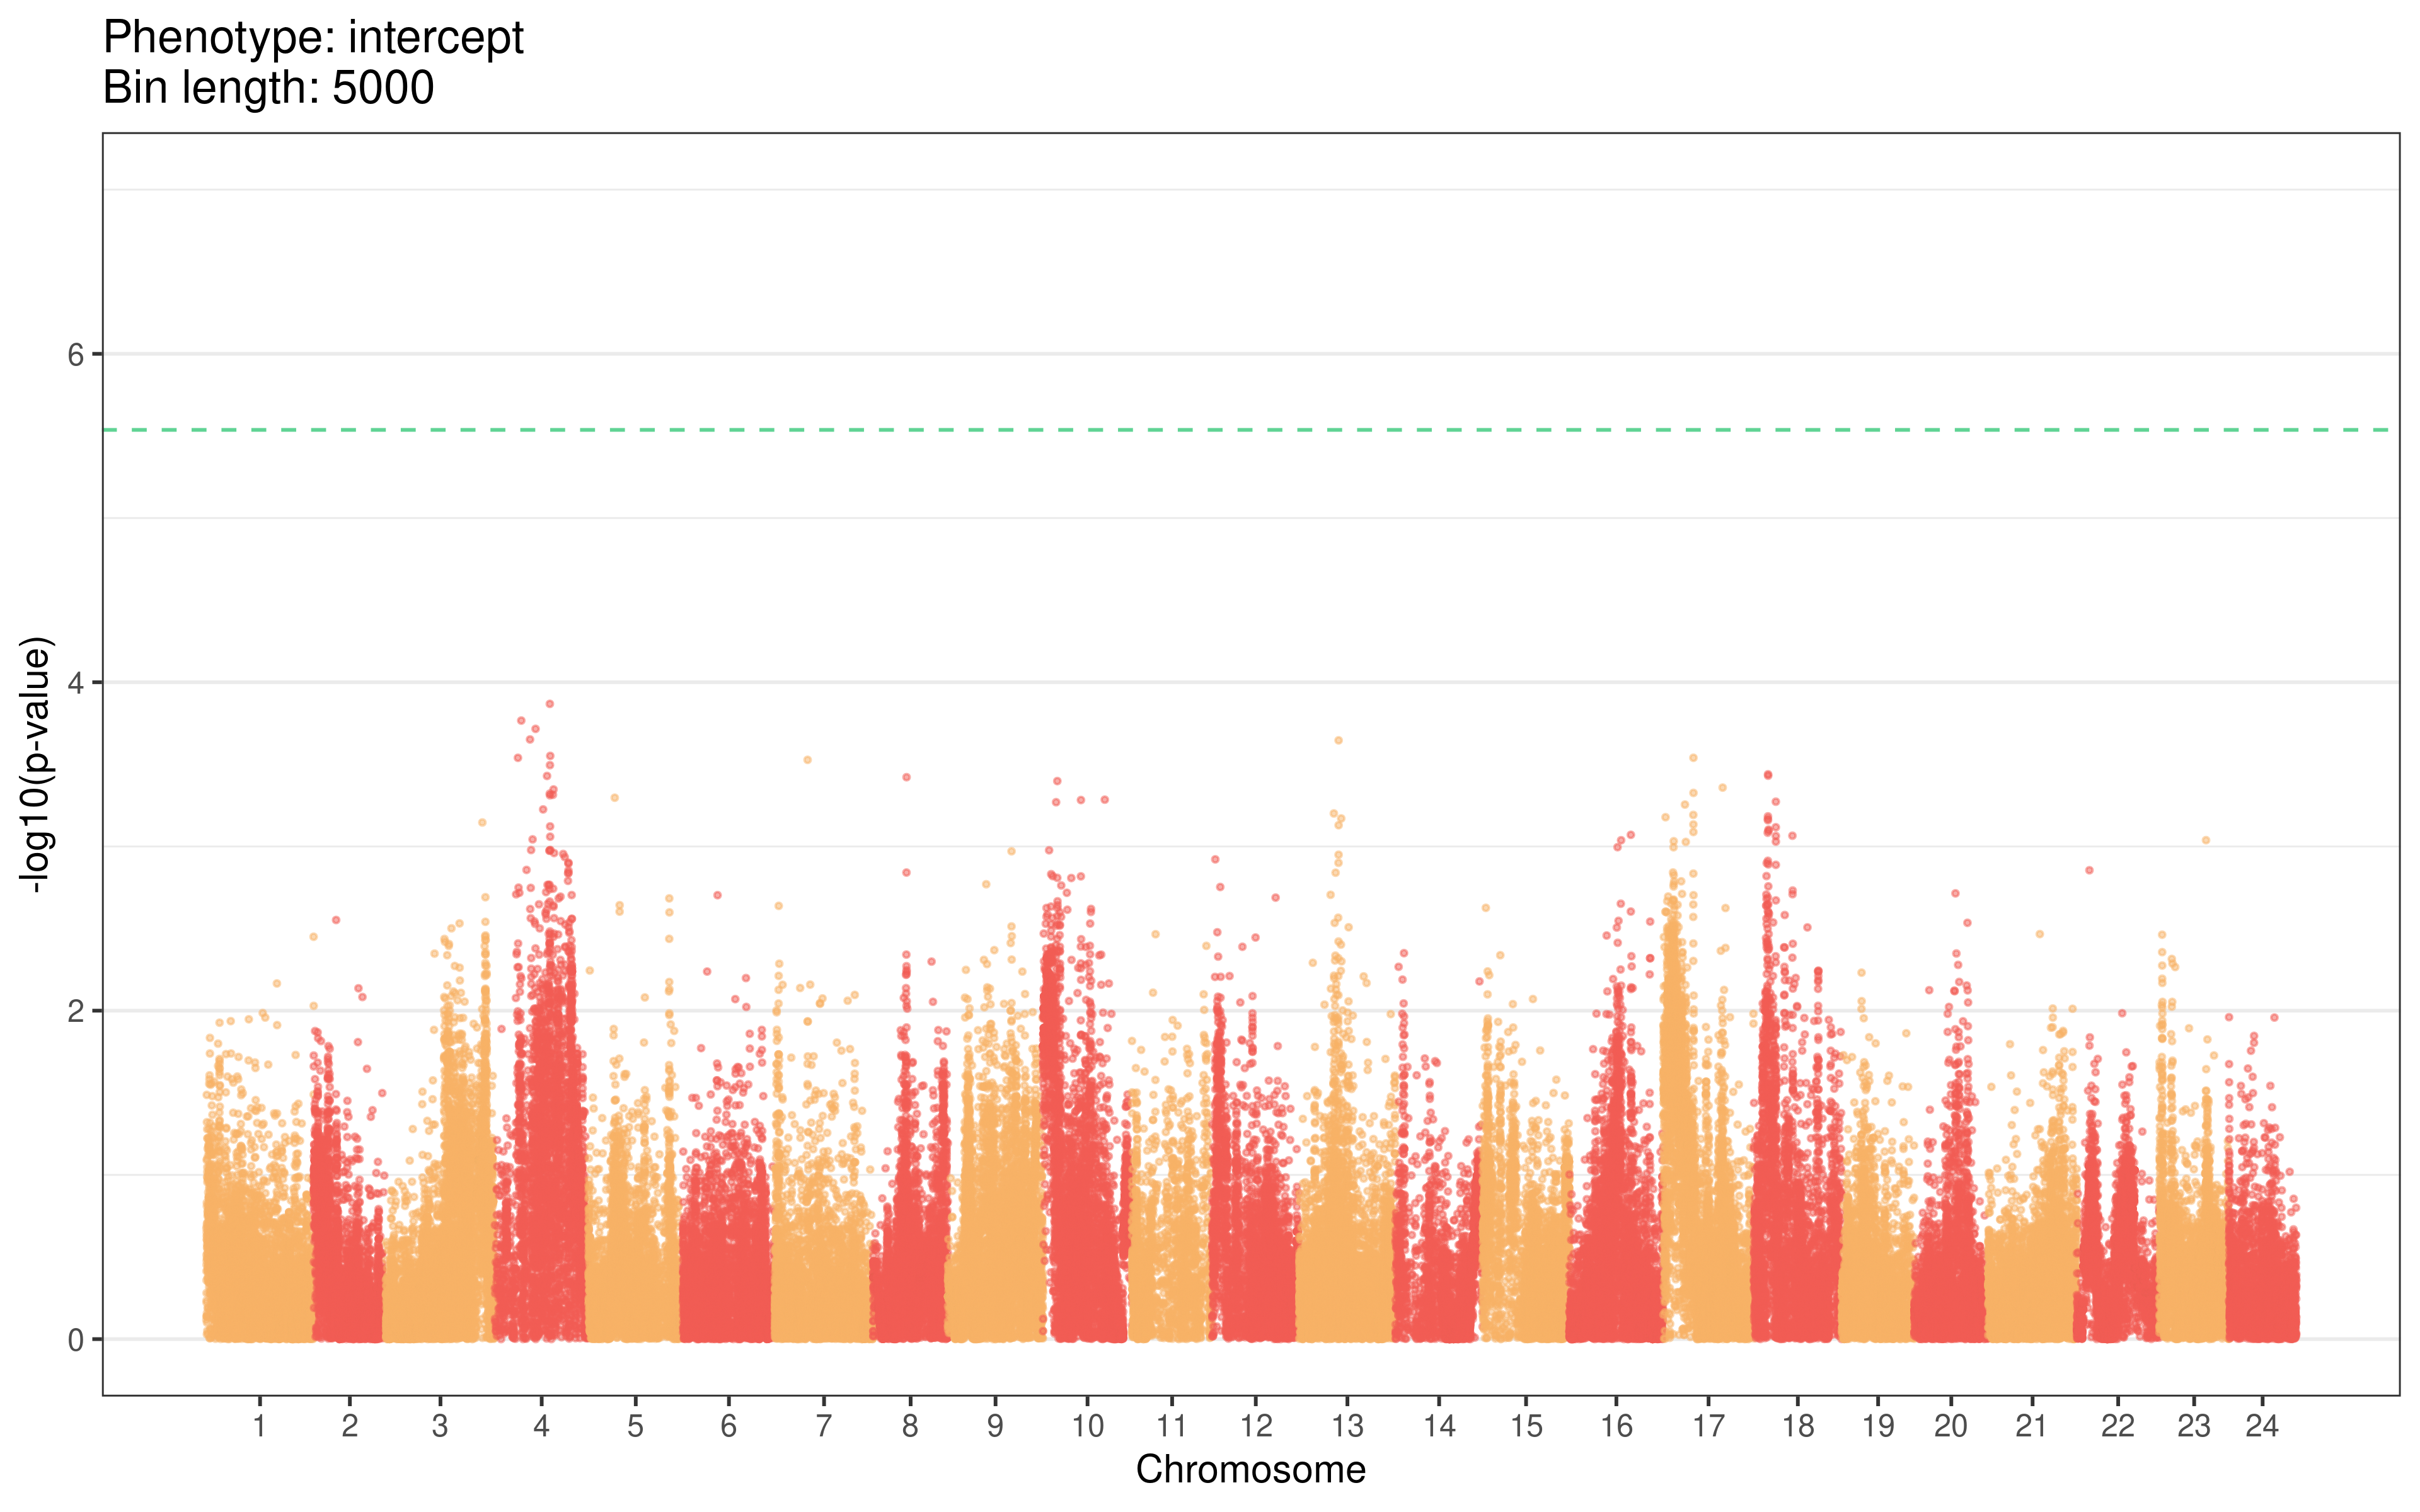 Phenotype: intercept
Bin length: 5000
6
4
2
0
-log10(p-value)
1 2 3 4 5 6 7 8 9 10 11 12 13 14 15 16 17 18 19 20 21 22 23 24
Chromosome